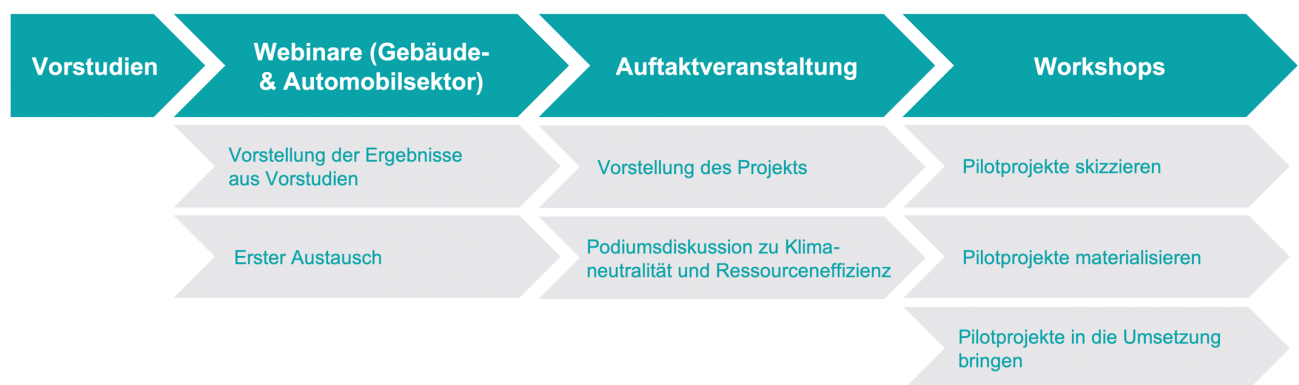 Vorstudien
Webinare (Gebäude-
& Automobilsektor)
Auftaktveranstaltung
Workshops
Vorstellung der Ergebnisse
aus Vorstudien
Vorstellung des Projekts
Pilotprojekte skizzieren
Erster Austausch
Podiumsdiskussion zu Klima-
neutralität und Ressourceneffizienz
Pilotprojekte materialisieren
Pilotprojekte in die Umsetzung
bringen